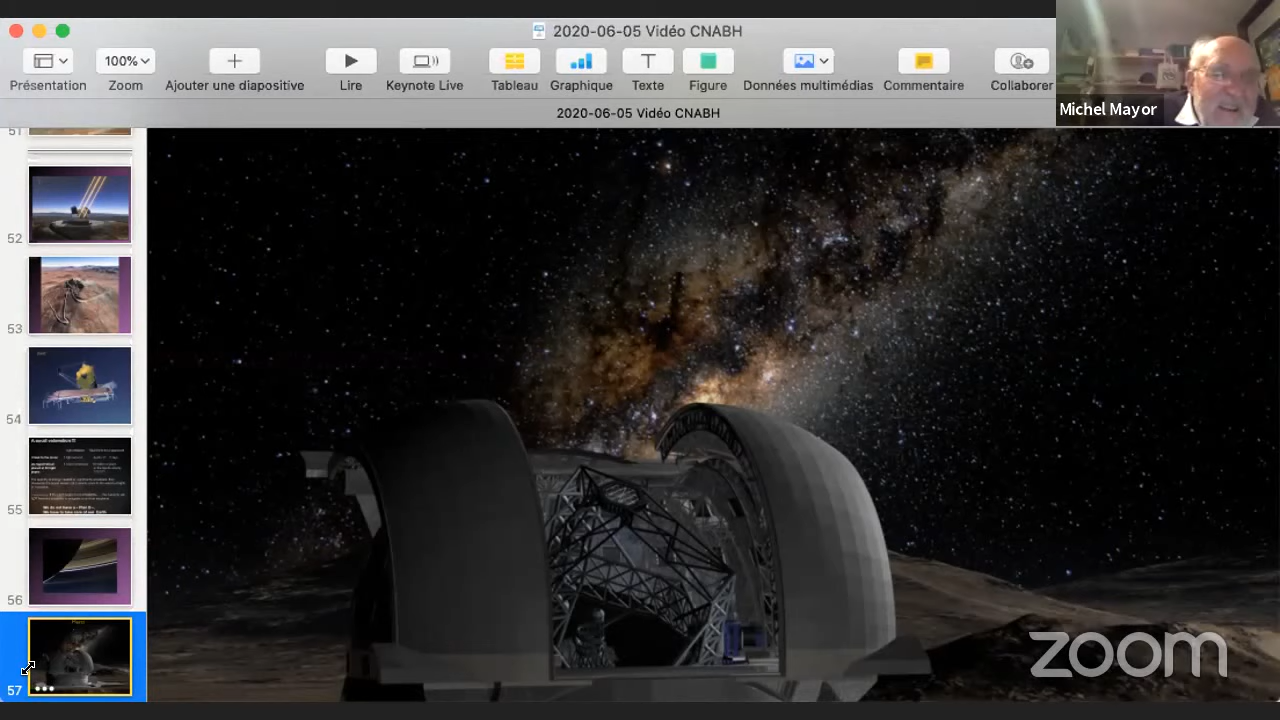 2020-06-05 Vidéo CNABH
100%
Présentation Zoom Ajouter une diapositive Lire Keynote Live Tableau Graphique Texte Figure Données multimédias Commentaire Collaborer
2020-06-05 Vidéo CNABH
Michel Mayor
51
52
53
54
55
56
57
zoom